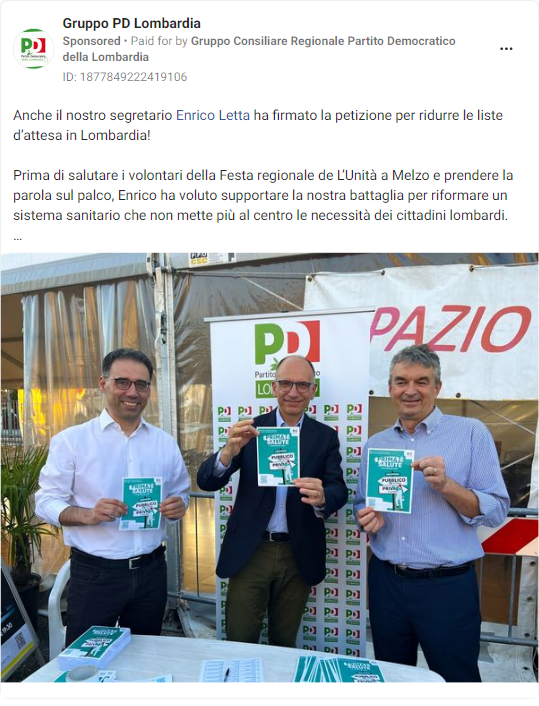 Gruppo PD Lombardia
Sponsored • Paid for by Gruppo Consiliare Regionale Partito Democratico
della Lombardia
ID: 1877849222419106
Anche il nostro segretario Enrico Letta ha firmato la petizione per ridurre le liste
d'attesa in Lombardia!
Prima di salutare i volontari della Festa regionale de L'Unità a Melzo e prendere la
parola sul palco, Enrico ha voluto supportare la nostra battaglia per riformare un
sistema sanitario che non mette più al centro le necessità dei cittadini lombardi.
...
PAZIO
PD
PRIMA LA
SALUTE
PUBBLICO
PRIVATO